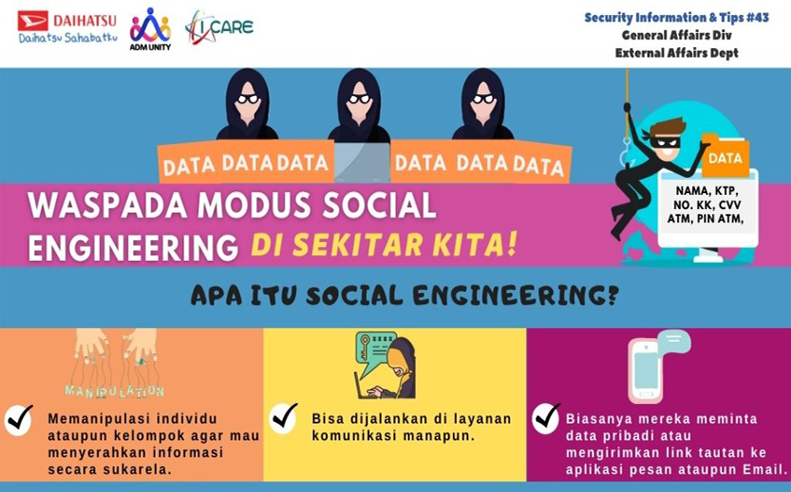 DAIHATSU
Daihatsu Sahabatku
ADM UNITY
I CARE
Security Information & Tips #43
General Affairs Div
External Affairs Dept
DATA DATA DATA
DATA DATA DATA
DATA
NAMA, KTP,
NO. KK, CVV
ATM, PIN ATM,
WASPADA MODUS SOCIAL
ENGINEERING DI SEKITAR KITA!
APA ITU SOCIAL ENGINEERING?
MANIPULATION
Memanipulasi individu
ataupun kelompok agar mau
menyerahkan informasi
secara sukarela.
Bisa dijalankan di layanan
komunikasi manapun.
Biasanya mereka meminta
data pribadi atau
mengirimkan link tautan ke
aplikasi pesan ataupun Email.